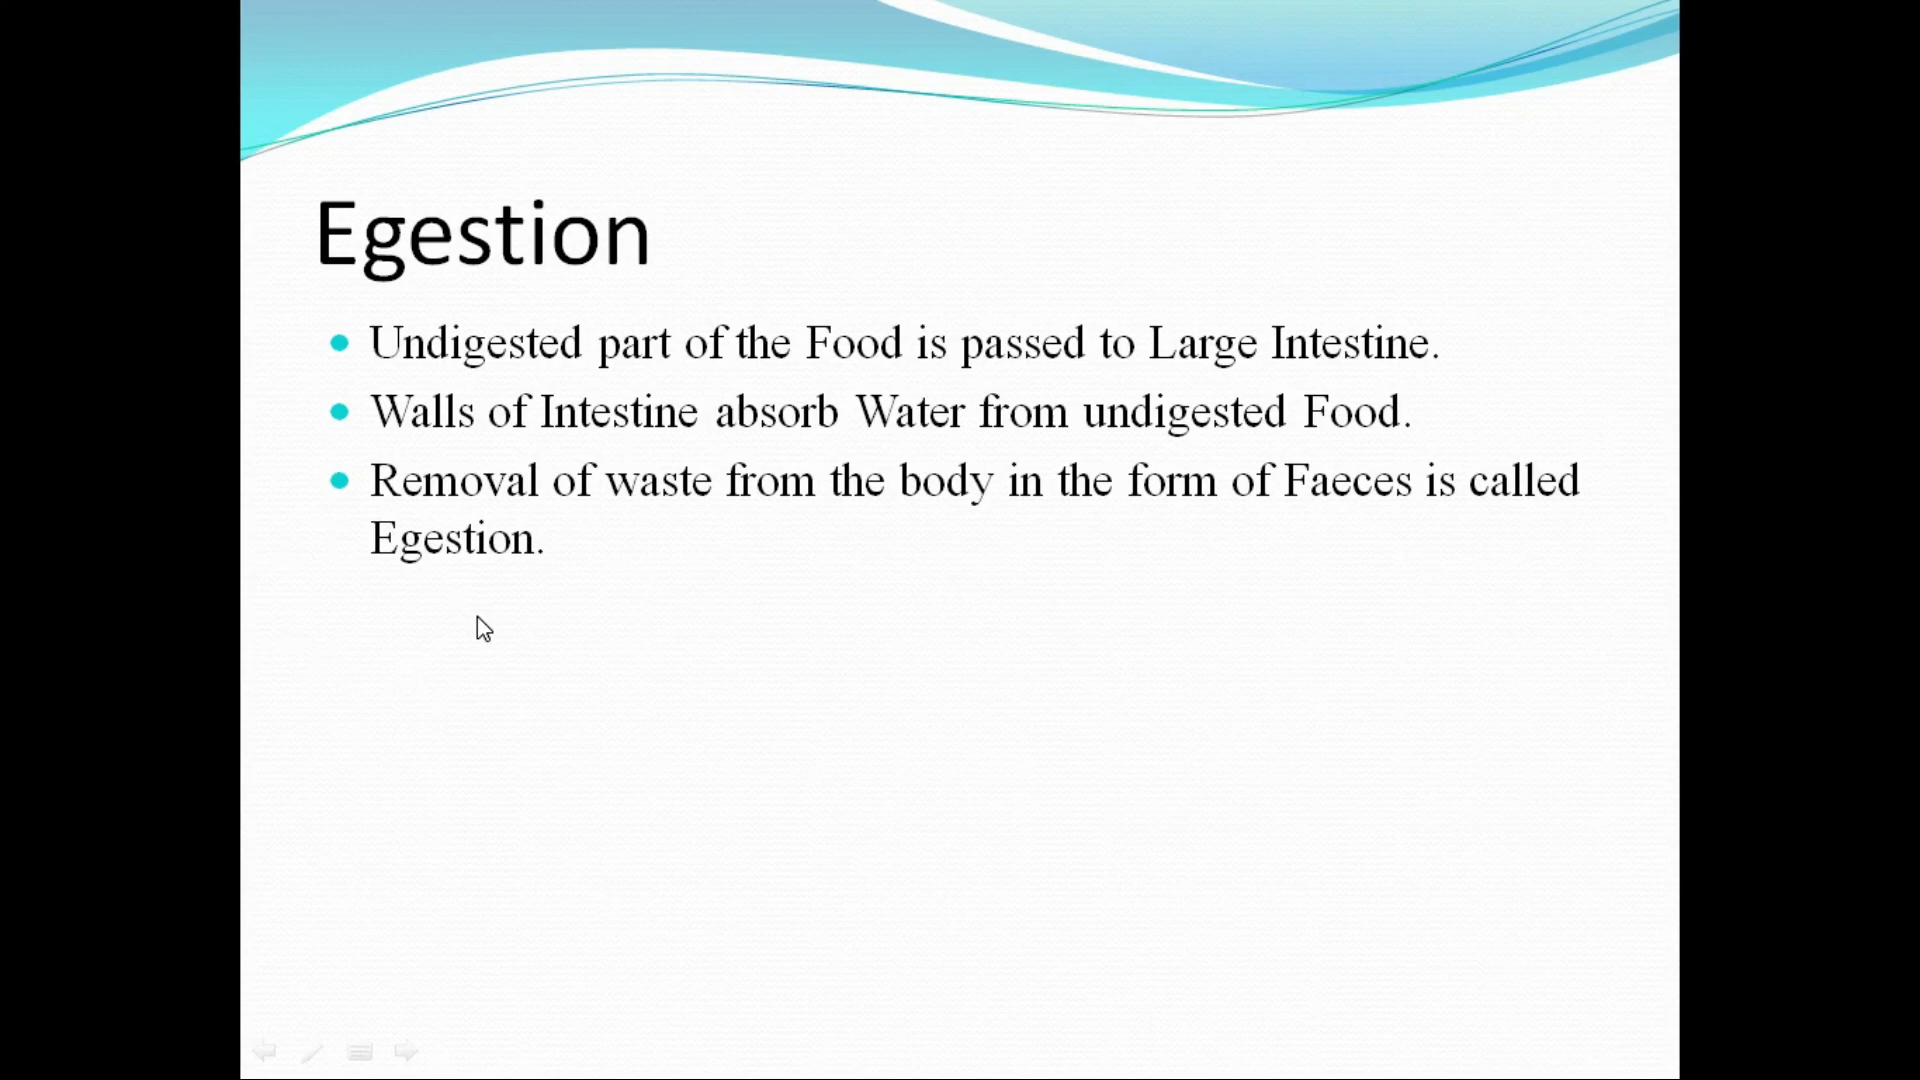 Egestion
Undigested part of the Food is passed to Large Intestine.
Walls of Intestine absorb Water from undigested Food.
Removal of waste from the body in the form of Faeces is called
Egestion.